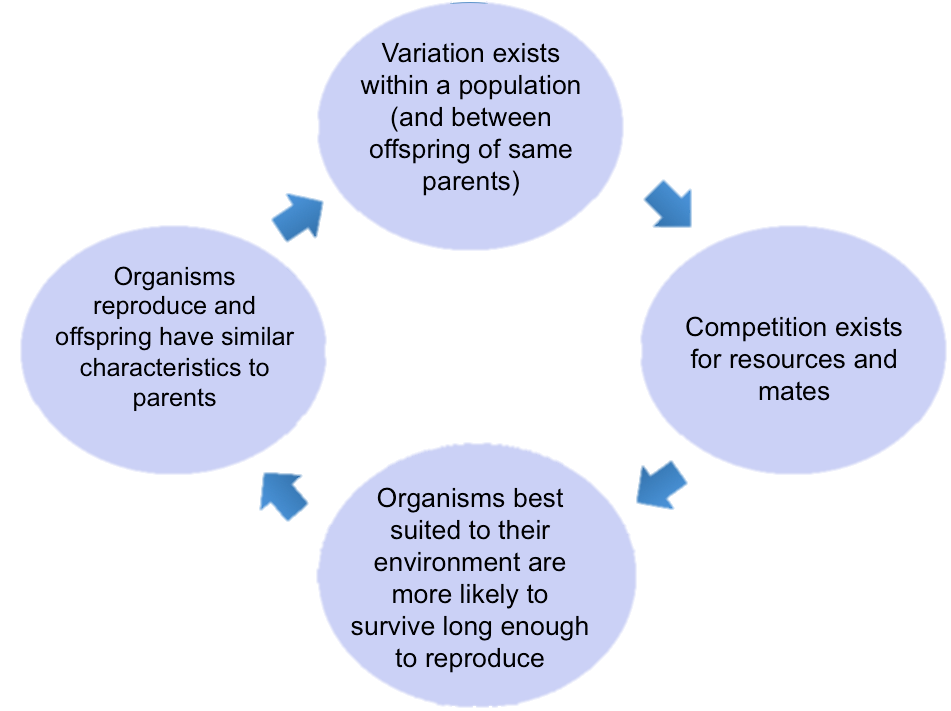 Variation exists
within a population
(and between
offspring of same
parents)
Competition exists
for resources and
mates
Organisms best
suited to their
environment are
more likely to
survive long enough
to reproduce
Organisms
reproduce and
offspring have similar
characteristics to
parents